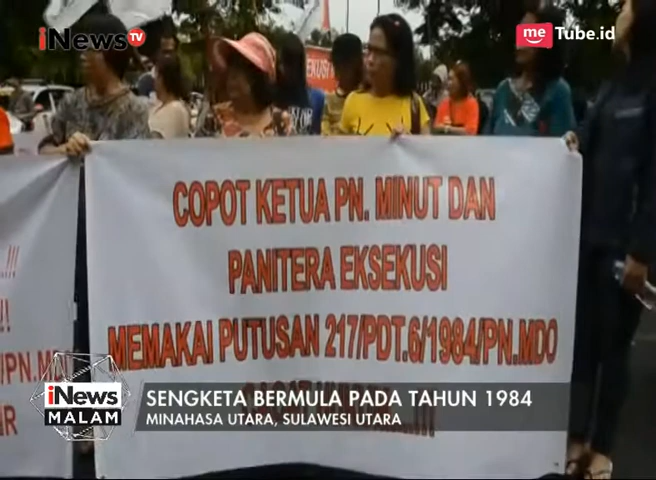 iNews TV
me Tube.id
COPOT KETUA PN. MINUT DAN
PANITERA EKSEKUSI
MEMAKAI PUTUSAN 217/PDT.6/1984/PN.MDO
iNews
MALAM
SENGKETA BERMULA PADA TAHUN 1984
MINAHASA UTARA, SULAWESI UTARA